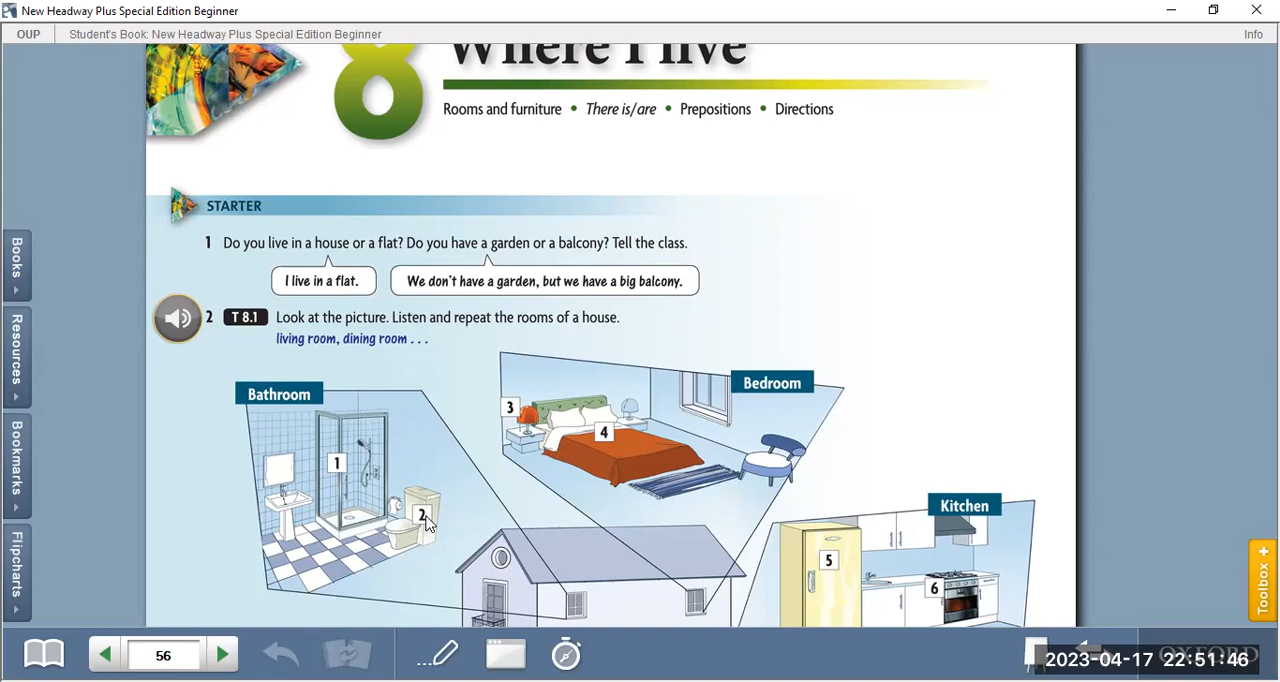 New Headway Plus Special Edition Beginner
OUP Student's Book: New Headway Plus Special Edition Beginner Info
8 Where I live
Rooms and furniture • There is/are • Prepositions • Directions
STARTER
1 Do you live in a house or a flat? Do you have a garden or a balcony? Tell the class.
I live in a flat. We don't have a garden, but we have a big balcony.
2 T 8.1 Look at the picture. Listen and repeat the rooms of a house.
living room, dining room . . .
Bathroom
1
2
Bedroom
3
4
Kitchen
5
6
Books
Resources
Bookmarks
Flipcharts
Toolbox +
56
OXFORD
2023-04-17 22:51:46